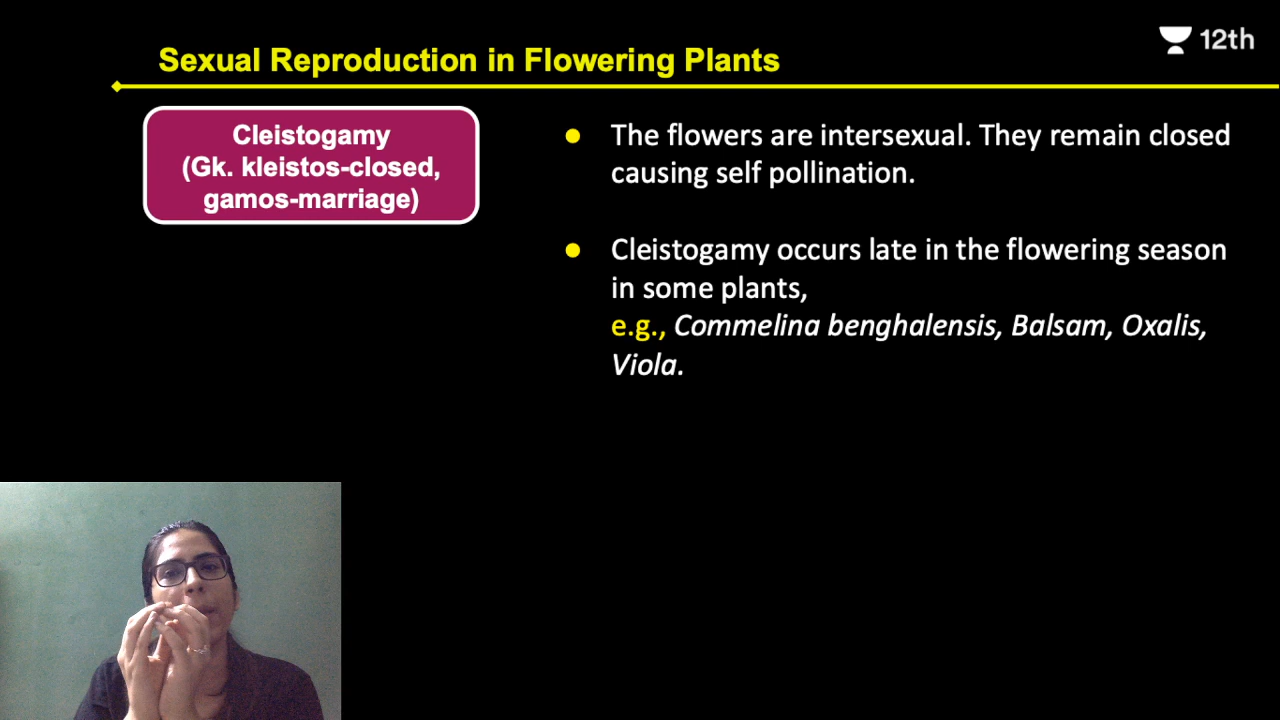 Sexual Reproduction in Flowering Plants
12th
Cleistogamy
(Gk. kleistos-closed,
gamos-marriage)
● The flowers are intersexual. They remain closed
causing self pollination.
● Cleistogamy occurs late in the flowering season
in some plants,
e.g., Commelina benghalensis, Balsam, Oxalis,
Viola.